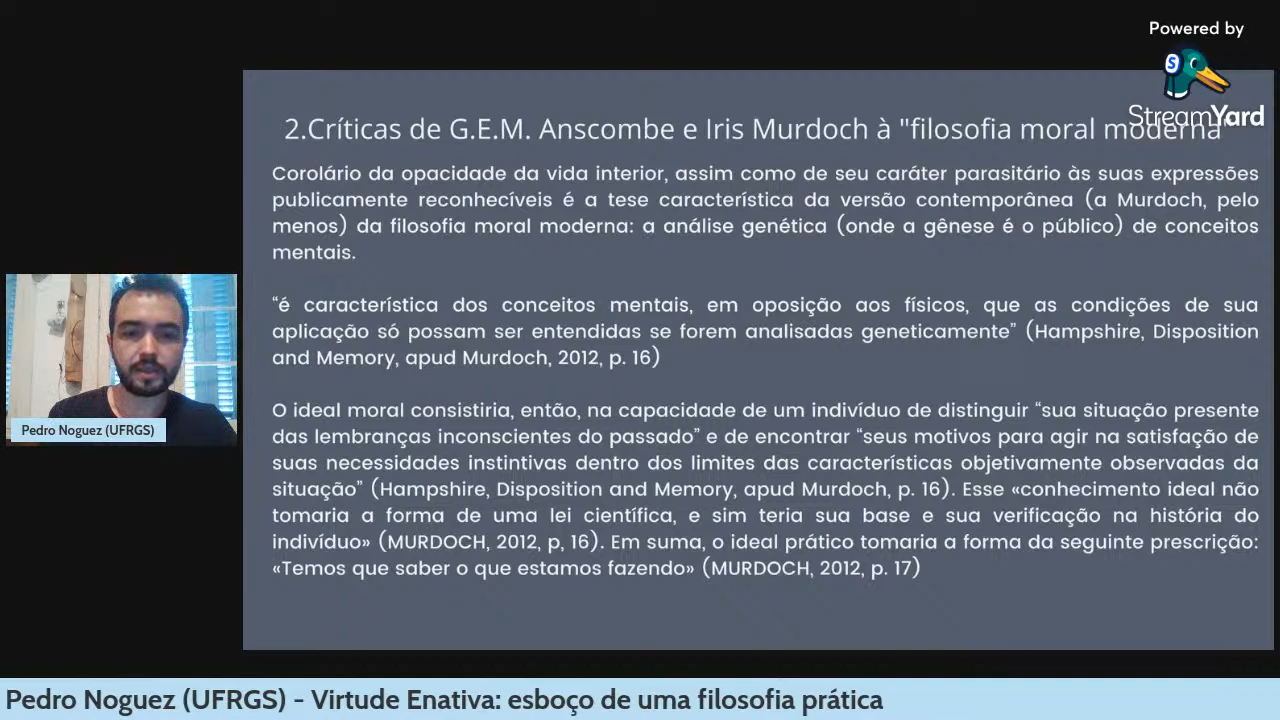 Powered by
S
StreamYard
2.Críticas de G.E.M. Anscombe e Iris Murdoch à "filosofia moral moderna"
Corolário da opacidade da vida interior, assim como de seu caráter parasitário às suas expressões
publicamente reconhecíveis é a tese característica da versão contemporânea (a Murdoch, pelo
menos) da filosofia moral moderna: a análise genética (onde a gênese é o público) de conceitos
mentais.
“é característica dos conceitos mentais, em oposição aos físicos, que as condições de sua
aplicação só possam ser entendidas se forem analisadas geneticamente” (Hampshire, Disposition
and Memory, apud Murdoch, 2012, p. 16)
O ideal moral consistiria, então, na capacidade de um indivíduo de distinguir “sua situação presente
das lembranças inconscientes do passado” e de encontrar “seus motivos para agir na satisfação de
suas necessidades instintivas dentro dos limites das características objetivamente observadas da
situação” (Hampshire, Disposition and Memory, apud Murdoch, p. 16). Esse «conhecimento ideal não
tomaria a forma de uma lei científica, e sim teria sua base e sua verificação na história do
indivíduo» (MURDOCH, 2012, p, 16). Em suma, o ideal prático tomaria a forma da seguinte prescrição:
«Temos que saber o que estamos fazendo» (MURDOCH, 2012, p. 17)
Pedro Noguez (UFRGS)
Pedro Noguez (UFRGS) - Virtude Enativa: esboço de uma filosofia prática